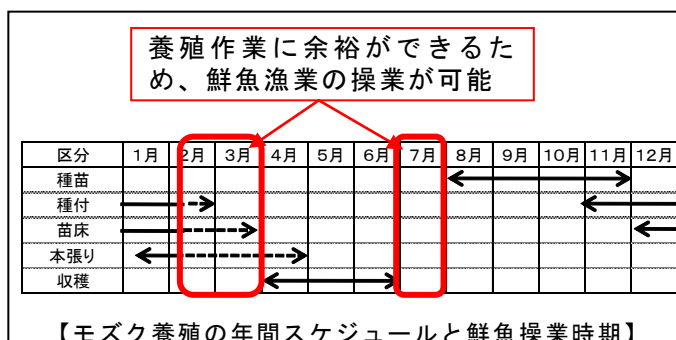 養殖作業に余裕ができるた
め、鮮魚漁業の操業が可能
区分 1月 2月 3月 4月 5月 6月 7月 8月 9月 10月 11月 12月
種苗
種付
苗床
本張り
収穫
【モズク養殖の年間スケジュールと鮮魚操業時期】